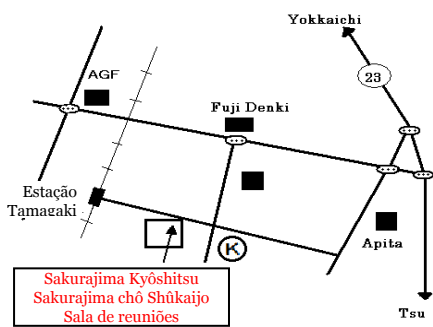 Yokkaichi
23
AGF
Fuji Denki
Estação
Tamagaki
K
Apita
Sakurajima Kyôshitsu
Sakurajima chô Shûkaijo
Sala de reuniões
Tsu